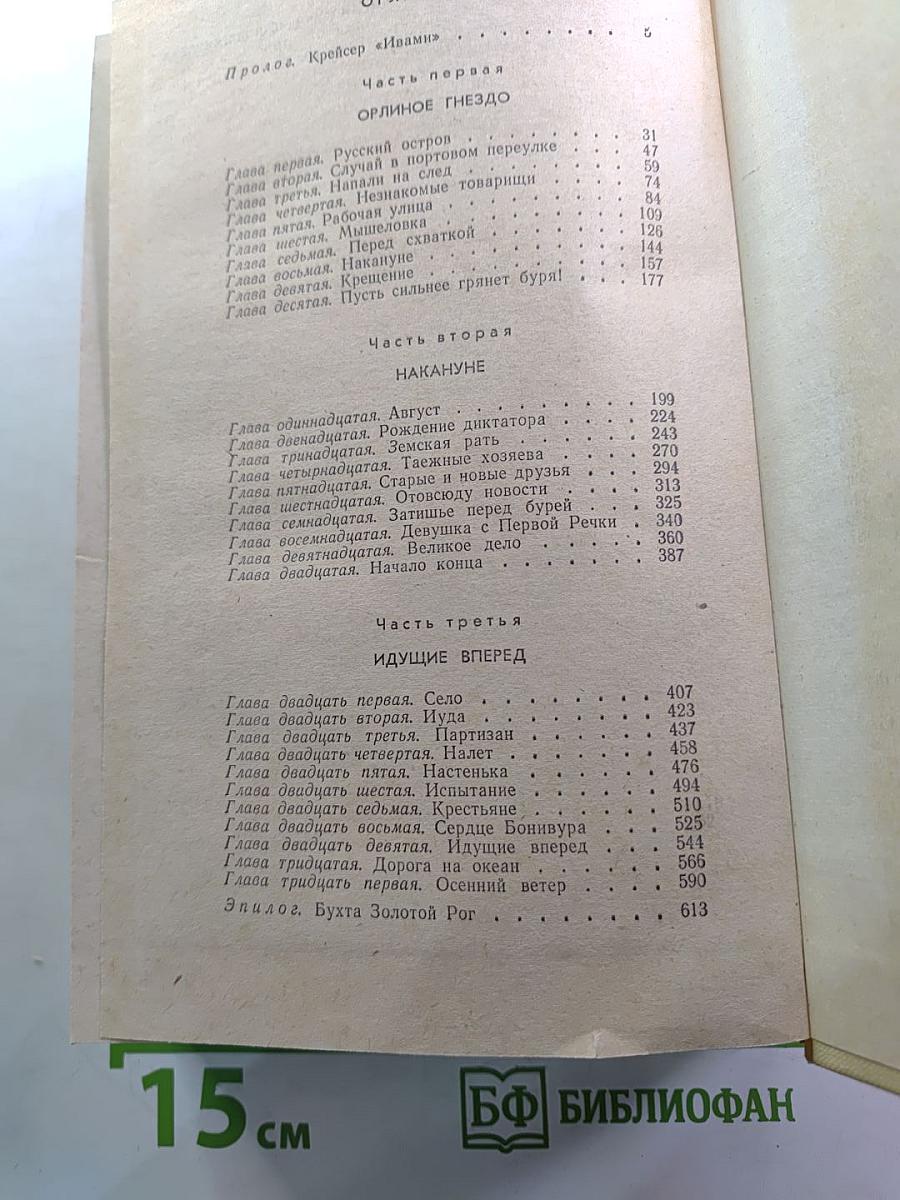 Пролог. Крейсер «Ивами» . . . . . . . . 5
Часть первая
ОРЛИНОЕ ГНЕЗДО
Глава первая. Русский остров . . . . . . . . 31
Глава вторая. Случай в портовом переулке . . . 47
Глава третья. Напали на след . . . . . . . 59
Глава четвертая. Незнакомые товарищи . . . . 74
Глава пятая. Рабочая улица . . . . . . . . 84
Глава шестая. Мышеловка . . . . . . . . 109
Глава седьмая. Перед схваткой . . . . . . . 126
Глава восьмая. Накануне . . . . . . . . 144
Глава девятая. Крещение . . . . . . . . 157
Глава десятая. Пусть сильнее грянет буря! . . . 177
Часть вторая
НАКАНУНЕ
Глава одиннадцатая. Август . . . . . . . . . 199
Глава двенадцатая. Рождение диктатора . . . . 224
Глава тринадцатая. Земская рать . . . . . . 243
Глава четырнадцатая. Таежные хозяева . . . . 270
Глава пятнадцатая. Старые и новые друзья . . . 294
Глава шестнадцатая. Отовсюду новости . . . . 313
Глава семнадцатая. Затишье перед бурей . . . 325
Глава восемнадцатая. Девушка с Первой Речки . 340
Глава девятнадцатая. Великое дело . . . . . 360
Глава двадцатая. Начало конца . . . . . . . 387
Часть третья
ИДУЩИЕ ВПЕРЕД
Глава двадцать первая. Село . . . . . . . . 407
Глава двадцать вторая. Иуда . . . . . . . . 423
Глава двадцать третья. Партизан . . . . . . 437
Глава двадцать четвертая. Налет . . . . . . . 458
Глава двадцать пятая. Настенька . . . . . . 476
Глава двадцать шестая. Испытание . . . . . . 494
Глава двадцать седьмая. Крестьяне . . . . . . 510
Глава двадцать восьмая. Сердце Бонивура . . . 525
Глава двадцать девятая. Идущие вперед . . . 544
Глава тридцатая. Дорога на океан . . . . . . 566
Глава тридцать первая. Осенний ветер . . . . 590
Эпилог. Бухта Золотой Рог . . . . . . . . 613
15 см
БФ БИБЛИОФАН